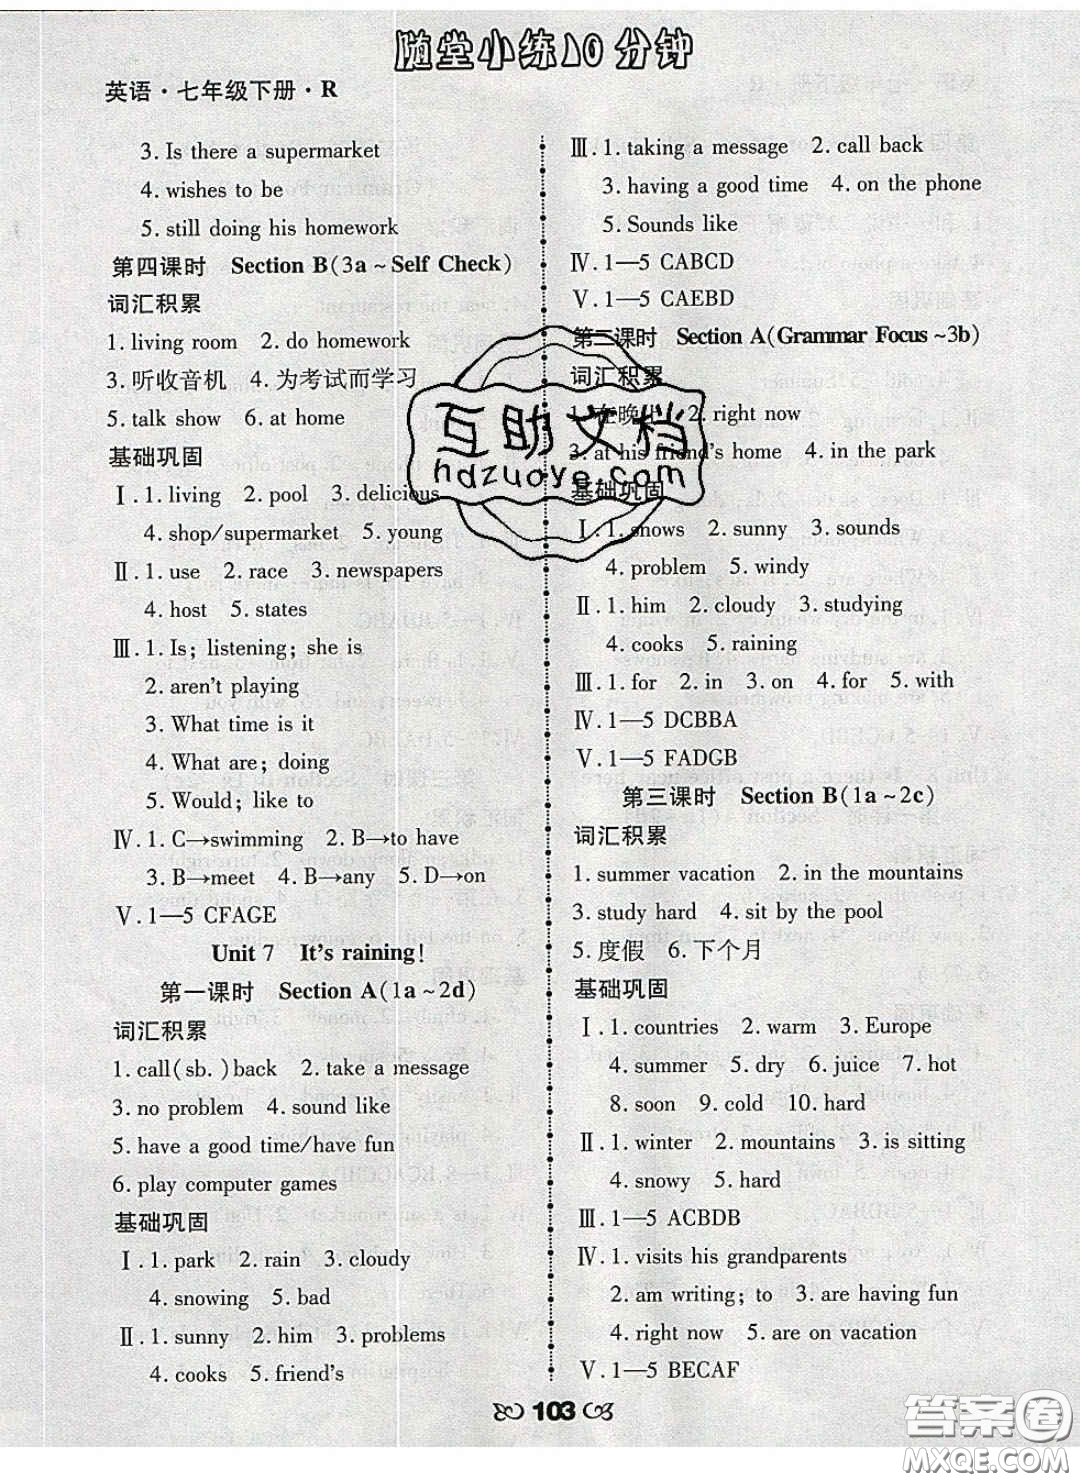 随堂小练10分钟
英语·七年级下册·R
3. Is there a supermarket
4. wishes to be
5. still doing his homework
第四课时 Section B(3a~Self Check)
词汇积累
1. living room 2. do homework
3. 听收音机 4. 为考试而学习
5. talk show 6. at home
基础巩固
Ⅰ. 1. living 2. pool 3. delicious
4. shop/supermarket 5. young
Ⅱ. 1. use 2. race 3. newspapers
4. host 5. states
Ⅲ. 1. Is; listening; she is
2. aren't playing
3. What time is it
4. What are; doing
5. Would; like to
Ⅳ. 1. C→swimming 2. B→to have
3. B→meet 4. B→any 5. D→on
Ⅴ. 1—5 CFAGE
Unit 7 It's raining!
第一课时 Section A(1a~2d)
词汇积累
1. call(sb.)back 2. take a message
3. no problem 4. sound like
5. have a good time/have fun
6. play computer games
基础巩固
Ⅰ. 1. park 2. rain 3. cloudy
4. snowing 5. bad
Ⅱ. 1. sunny 2. him 3. problems
4. cooks 5. friend's
Ⅲ. 1. taking a message 2. call back
3. having a good time 4. on the phone
5. Sounds like
Ⅳ. 1—5 CABCD
Ⅴ. 1—5 CAEBD
第二课时 Section A(Grammar Focus~3b)
词汇积累
1. 在晚上 2. right now
3. at his friend's home 4. in the park
基础巩固
Ⅰ. 1. snows 2. sunny 3. sounds
4. problem 5. windy
Ⅱ. 1. him 2. cloudy 3. studying
4. cooks 5. raining
Ⅲ. 1. for 2. in 3. on 4. for 5. with
Ⅳ. 1—5 DCBBA
Ⅴ. 1—5 FADGB
第三课时 Section B(1a~2c)
词汇积累
1. summer vacation 2. in the mountains
3. study hard 4. sit by the pool
5. 度假 6. 下个月
基础巩固
Ⅰ. 1. countries 2. warm 3. Europe
4. summer 5. dry 6. juice 7. hot
8. soon 9. cold 10. hard
Ⅱ. 1. winter 2. mountains 3. is sitting
4. snowy 5. hard
Ⅲ. 1—5 ACBDB
Ⅳ. 1. visits his grandparents
2. am writing; to 3. are having fun
4. right now 5. are on vacation
Ⅴ. 1—5 BECAF
103
互助文档
hdzuoye.com
答案圈
MXQE.COM